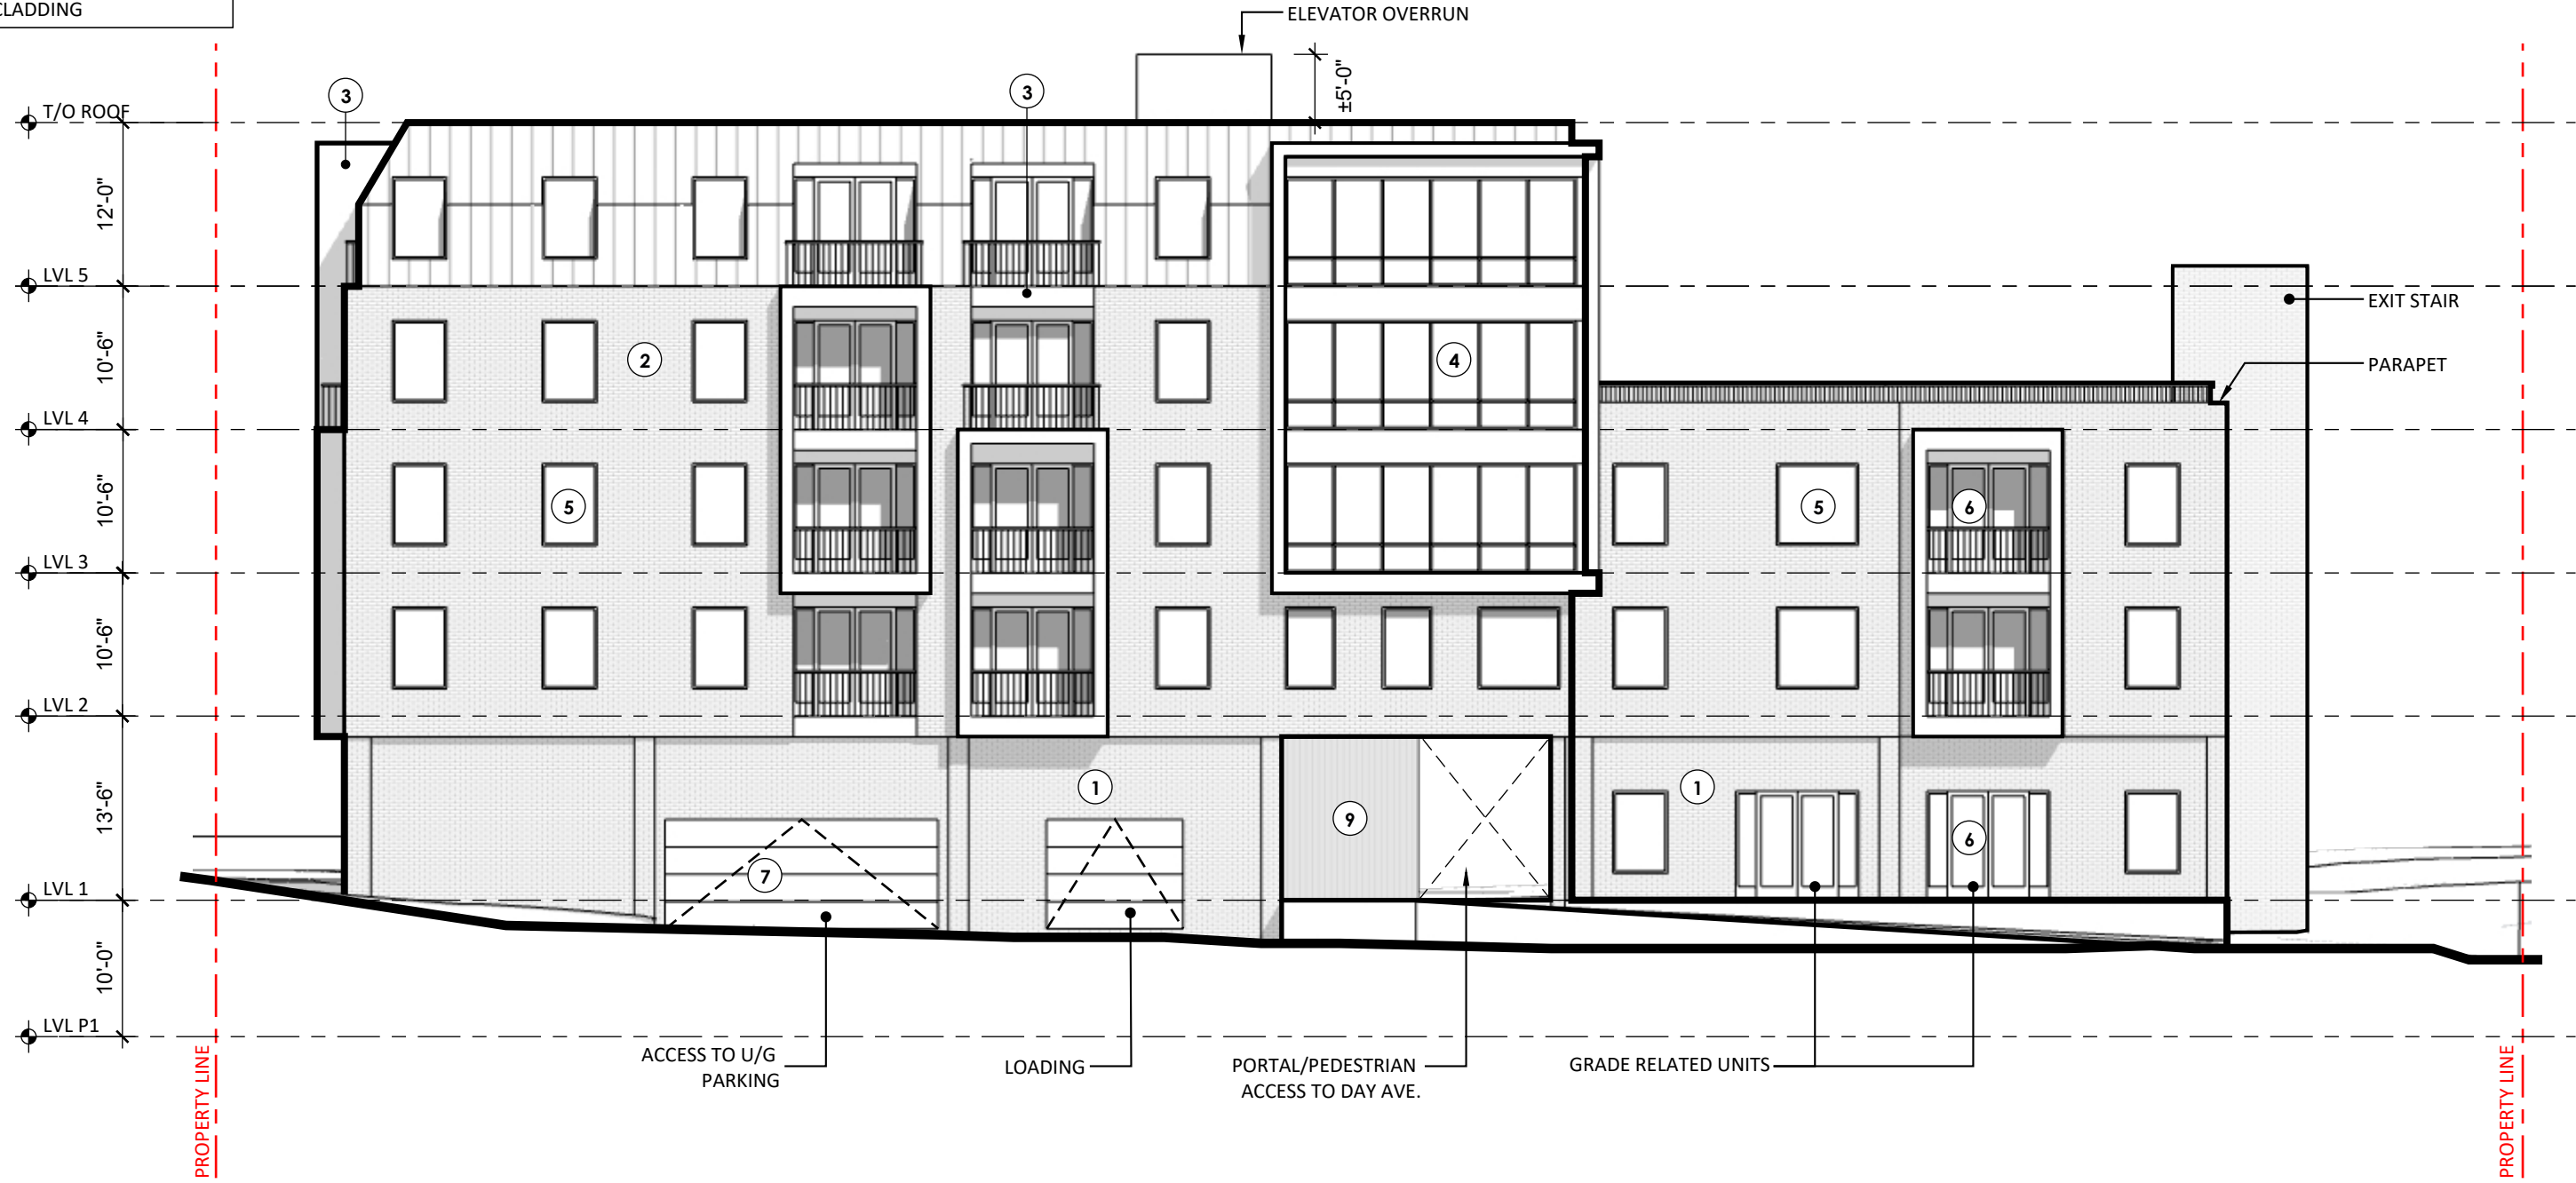 CLADDING
ELEVATOR OVERRUN
±5'-0"
3
3
T/O ROOF
12'-0"
LVL 5
EXIT STAIR
10'-6"
2
4
PARAPET
LVL 4
10'-6"
5
5
6
LVL 3
10'-6"
LVL 2
13'-6"
1
1
9
6
7
LVL 1
10'-0"
LVL P1
ACCESS TO U/G
PARKING
LOADING
PORTAL/PEDESTRIAN
ACCESS TO DAY AVE.
GRADE RELATED UNITS
PROPERTY LINE
PROPERTY LINE